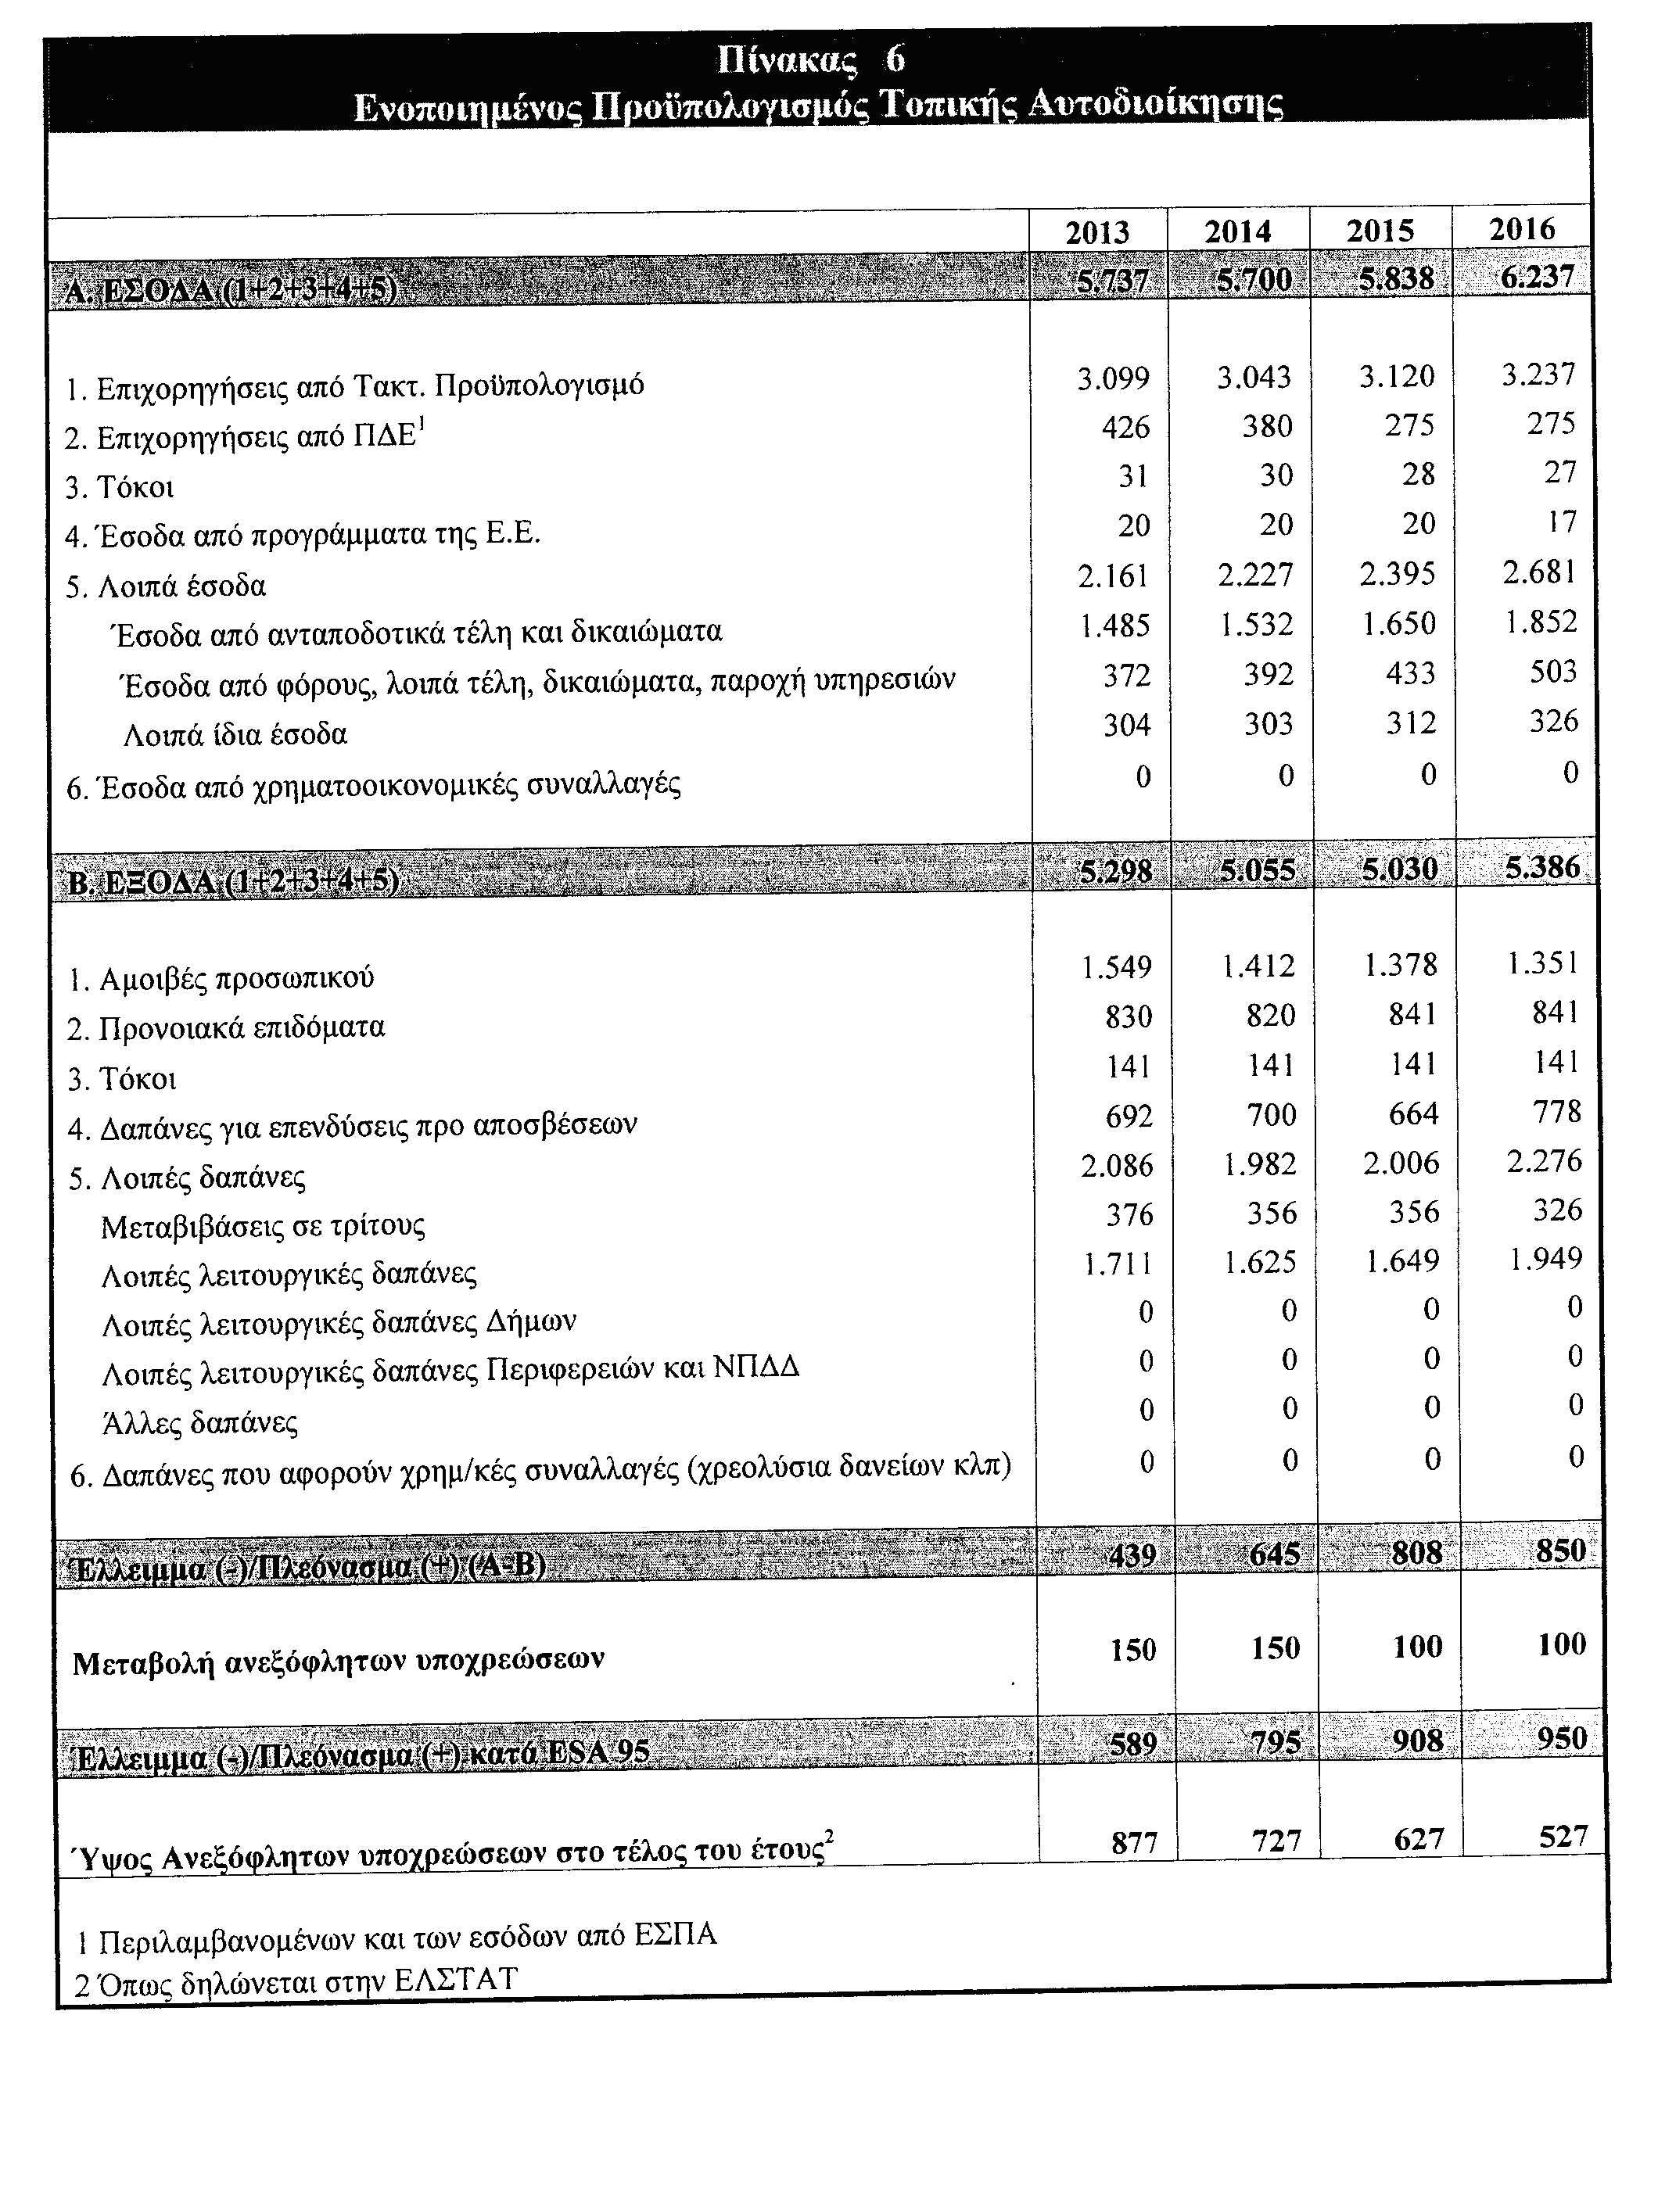 Πίνακας 6
Ενοποιημένος Προϋπολογισμός Τοπικής Αυτοδιοίκησης
2013 2014 2015 2016
Α. ΕΣΟΔΑ (1+2+3+4+5) 5.737 5.700 5.838 6.237
1. Επιχορηγήσεις από Τακτ. Προϋπολογισμό 3.099 3.043 3.120 3.237
2. Επιχορηγήσεις από ΠΔΕ¹ 426 380 275 275
3. Τόκοι 31 30 28 27
4. Έσοδα από προγράμματα της Ε.Ε. 20 20 20 17
5. Λοιπά έσοδα 2.161 2.227 2.395 2.681
Έσοδα από ανταποδοτικά τέλη και δικαιώματα 1.485 1.532 1.650 1.852
Έσοδα από φόρους, λοιπά τέλη, δικαιώματα, παροχή υπηρεσιών 372 392 433 503
Λοιπά ίδια έσοδα 304 303 312 326
6. Έσοδα από χρηματοοικονομικές συναλλαγές 0 0 0 0
Β. ΕΞΟΔΑ (1+2+3+4+5) 5.298 5.055 5.030 5.386
1. Αμοιβές προσωπικού 1.549 1.412 1.378 1.351
2. Προνοιακά επιδόματα 830 820 841 841
3. Τόκοι 141 141 141 141
4. Δαπάνες για επενδύσεις προ αποσβέσεων 692 700 664 778
5. Λοιπές δαπάνες 2.086 1.982 2.006 2.276
Μεταβιβάσεις σε τρίτους 376 356 356 326
Λοιπές λειτουργικές δαπάνες 1.711 1.625 1.649 1.949
Λοιπές λειτουργικές δαπάνες Δήμων 0 0 0 0
Λοιπές λειτουργικές δαπάνες Περιφερειών και ΝΠΔΔ 0 0 0 0
Άλλες δαπάνες 0 0 0 0
6. Δαπάνες που αφορούν χρημ/κές συναλλαγές (χρεολύσια δανείων κλπ) 0 0 0 0
Έλλειμμα (-)/Πλεόνασμα (+) (Α-Β) 439 645 808 850
Μεταβολή ανεξόφλητων υποχρεώσεων 150 150 100 100
Έλλειμμα (-)/Πλεόνασμα (+) κατά ESA 95 589 795 908 950
Ύψος Ανεξόφλητων υποχρεώσεων στο τέλος του έτους² 877 727 627 527
1 Περιλαμβανομένων και των εσόδων από ΕΣΠΑ
2 Όπως δηλώνεται στην ΕΛΣΤΑΤ